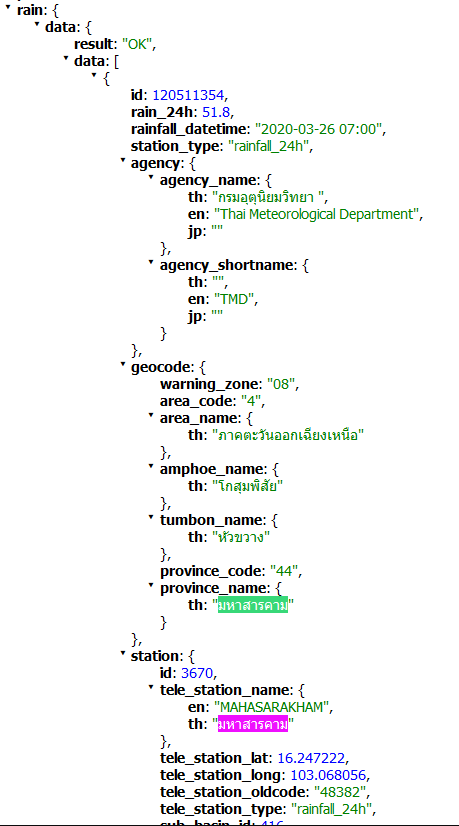 rain: {
data: {
result: "OK",
data: [
{
id: 120511354,
rain_24h: 51.8,
rainfall_datetime: "2020-03-26 07:00",
station_type: "rainfall_24h",
agency: {
agency_name: {
th: "กรมอุตุนิยมวิทยา ",
en: "Thai Meteorological Department",
jp: ""
},
agency_shortname: {
th: "",
en: "TMD",
jp: ""
}
},
geocode: {
warning_zone: "08",
area_code: "4",
area_name: {
th: "ภาคตะวันออกเฉียงเหนือ"
},
amphoe_name: {
th: "โกสุมพิสัย"
},
tumbon_name: {
th: "หัวขวาง"
},
province_code: "44",
province_name: {
th: "มหาสารคาม"
}
},
station: {
id: 3670,
tele_station_name: {
en: "MAHASARAKHAM",
th: "มหาสารคาม"
},
tele_station_lat: 16.247222,
tele_station_long: 103.068056,
tele_station_oldcode: "48382",
tele_station_type: "rainfall_24h",
sub_basin_id: 416,